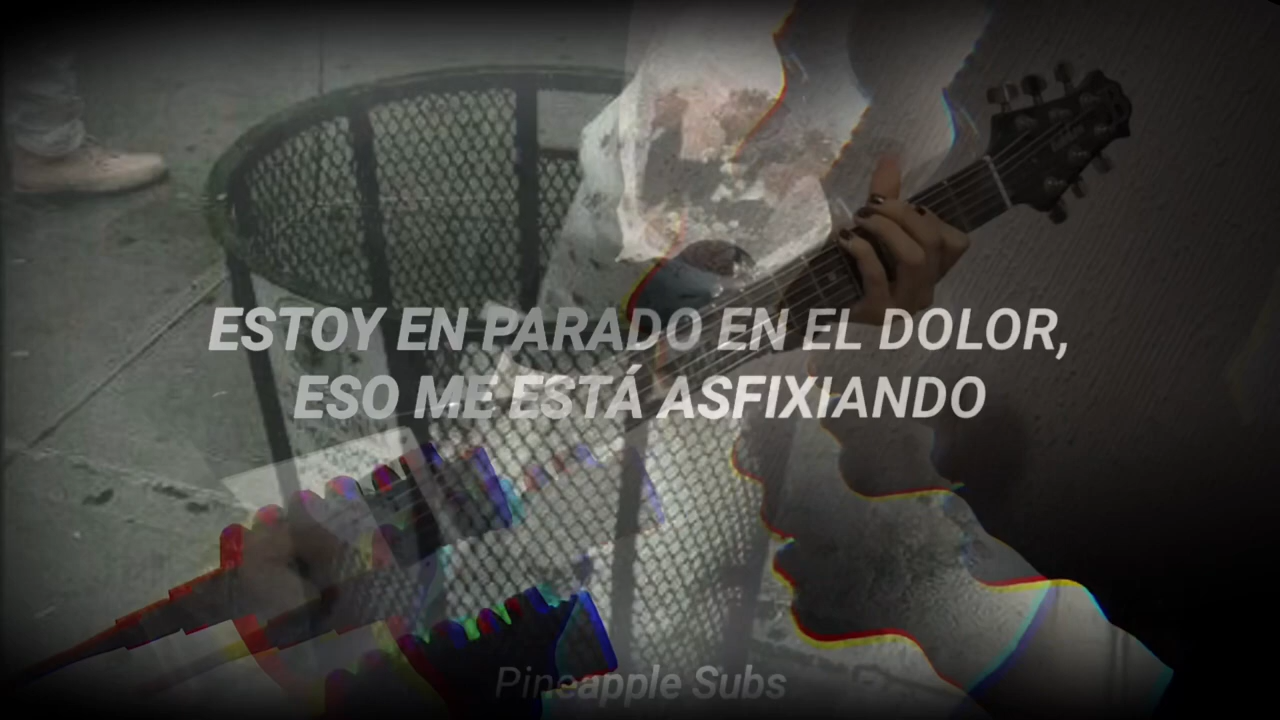 ESTOY EN PARADO EN EL DOLOR,
ESO ME ESTÁ ASFIXIANDO
Pineapple Subs